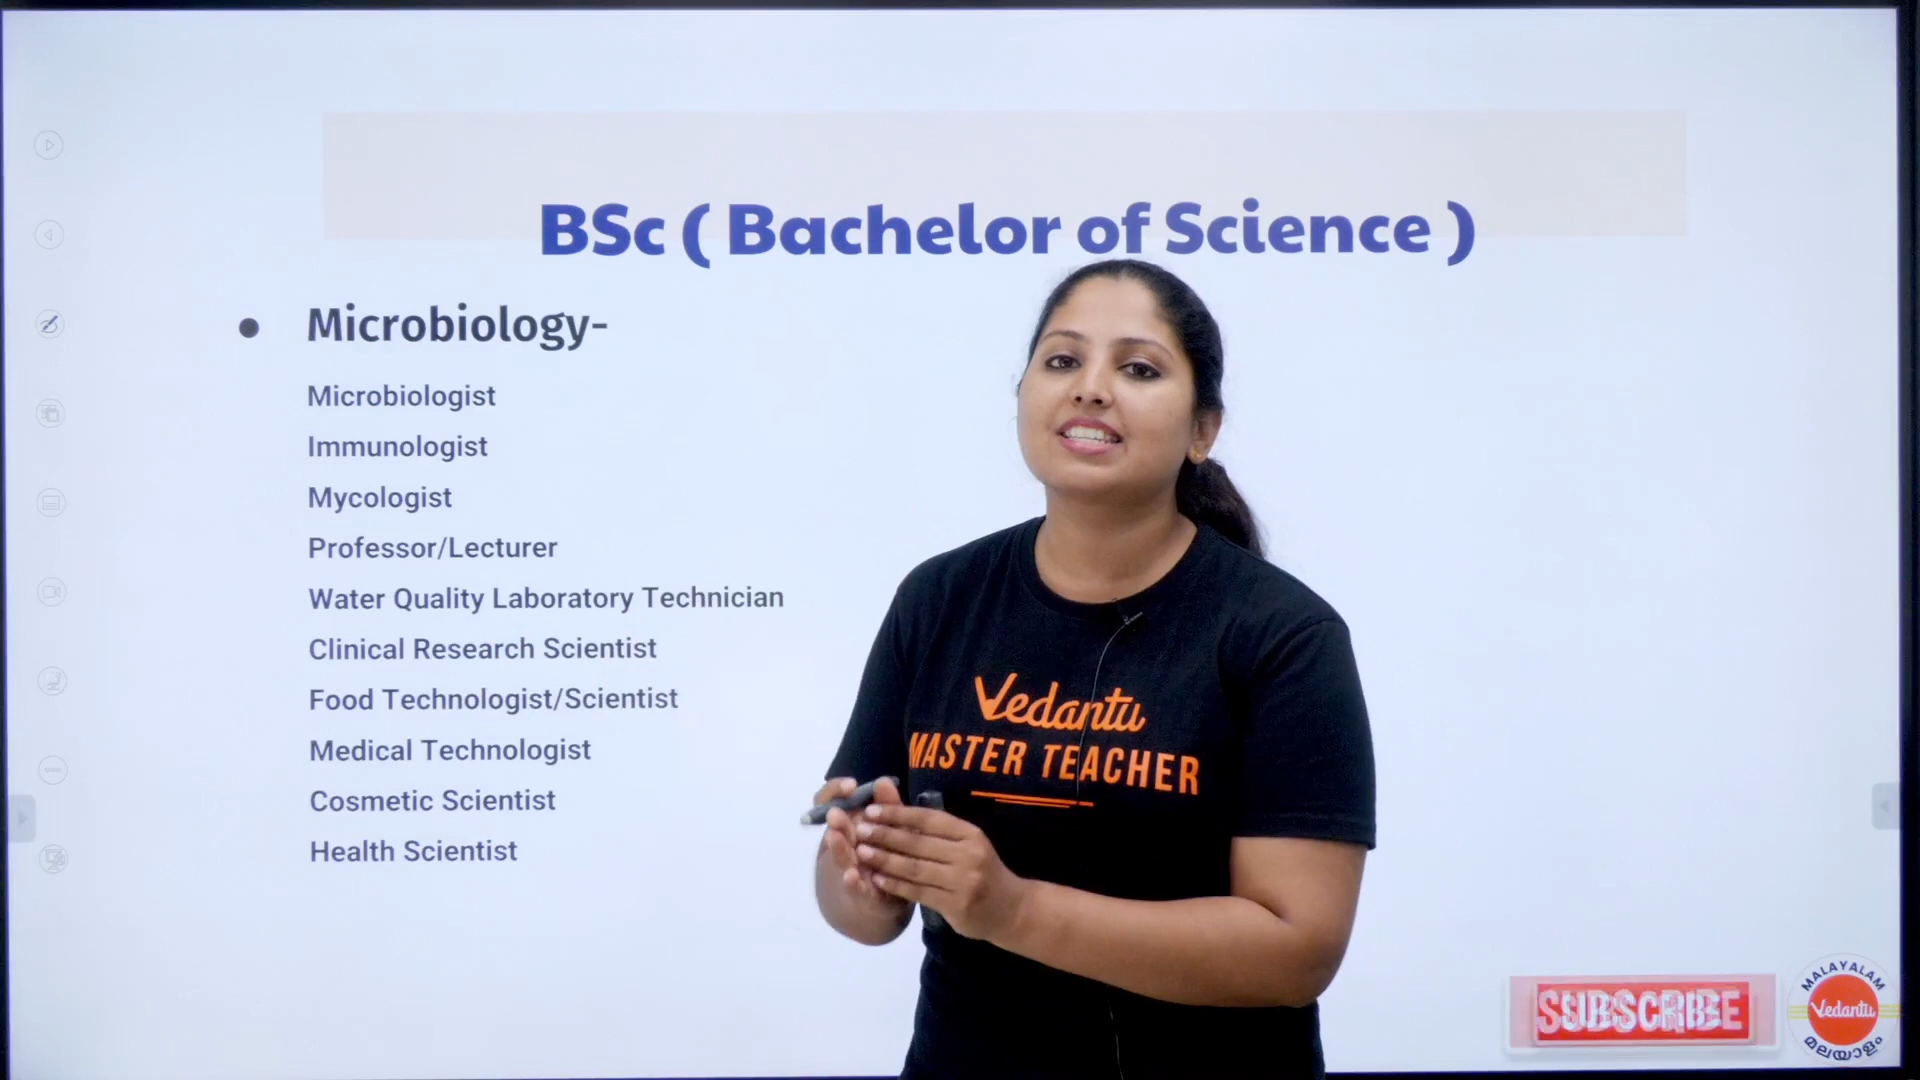 BSc ( Bachelor of Science )
Microbiology-
Microbiologist
Immunologist
Mycologist
Professor/Lecturer
Water Quality Laboratory Technician
Clinical Research Scientist
Food Technologist/Scientist
Medical Technologist
Cosmetic Scientist
Health Scientist
Vedantu
MASTER TEACHER
SUBSCRIBE
MALAYALAM
Vedantu
മലയാളം